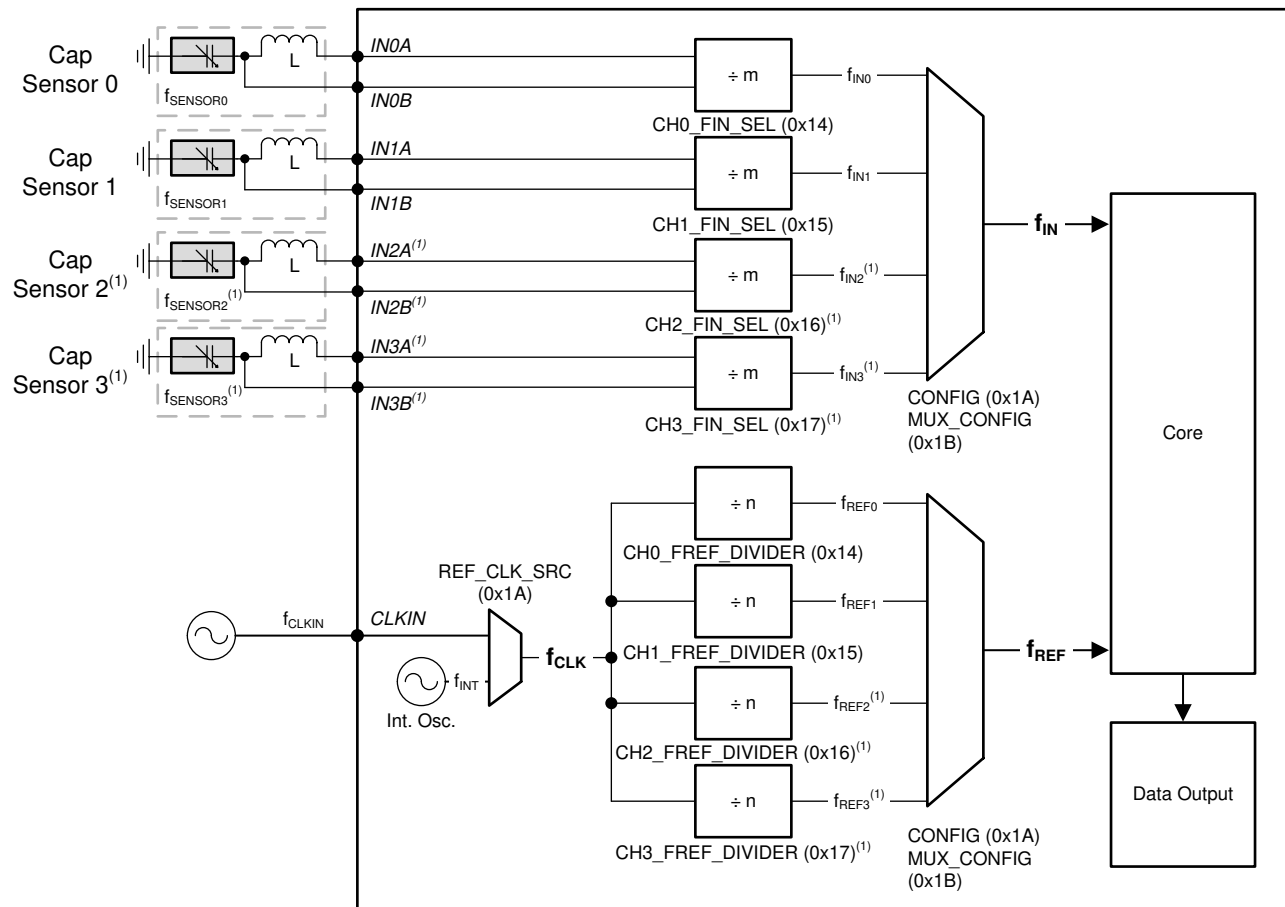 Cap
Sensor 0
L
fSENSOR0
IN0A
IN0B
÷ m
fIN0
CH0_FIN_SEL (0x14)
Cap
Sensor 1
L
fSENSOR1
IN1A
IN1B
÷ m
fIN1
CH1_FIN_SEL (0x15)
Cap
Sensor 2(1)
L
fSENSOR2(1)
IN2A(1)
IN2B(1)
÷ m
fIN2(1)
CH2_FIN_SEL (0x16)(1)
Cap
Sensor 3(1)
L
fSENSOR3(1)
IN3A(1)
IN3B(1)
÷ m
fIN3(1)
CH3_FIN_SEL (0x17)(1)
CONFIG (0x1A)
MUX_CONFIG
(0x1B)
fIN
Core
fCLKIN
CLKIN
REF_CLK_SRC
(0x1A)
fINT
Int. Osc.
fCLK
÷ n
fREF0
CH0_FREF_DIVIDER (0x14)
÷ n
fREF1
CH1_FREF_DIVIDER (0x15)
÷ n
fREF2(1)
CH2_FREF_DIVIDER (0x16)(1)
÷ n
fREF3(1)
CH3_FREF_DIVIDER (0x17)(1)
CONFIG (0x1A)
MUX_CONFIG
(0x1B)
fREF
Data Output